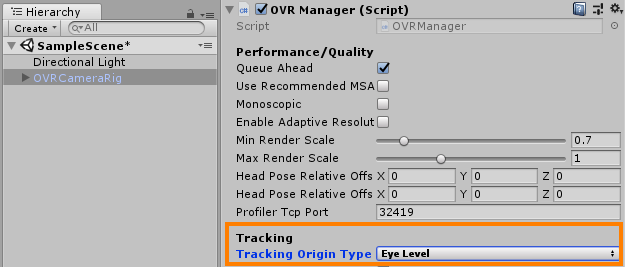 Hierarchy
Create
All
SampleScene*
Directional Light
OVRCameraRig
OVR Manager (Script)
Script
OVRManager
Performance/Quality
Queue Ahead
Use Recommended MSA
Monoscopic
Enable Adaptive Resolut
Min Render Scale 0.7
Max Render Scale 1
Head Pose Relative Offs X 0 Y 0 Z 0
Head Pose Relative Offs X 0 Y 0 Z 0
Profiler Tcp Port 32419
Tracking
Tracking Origin Type Eye Level